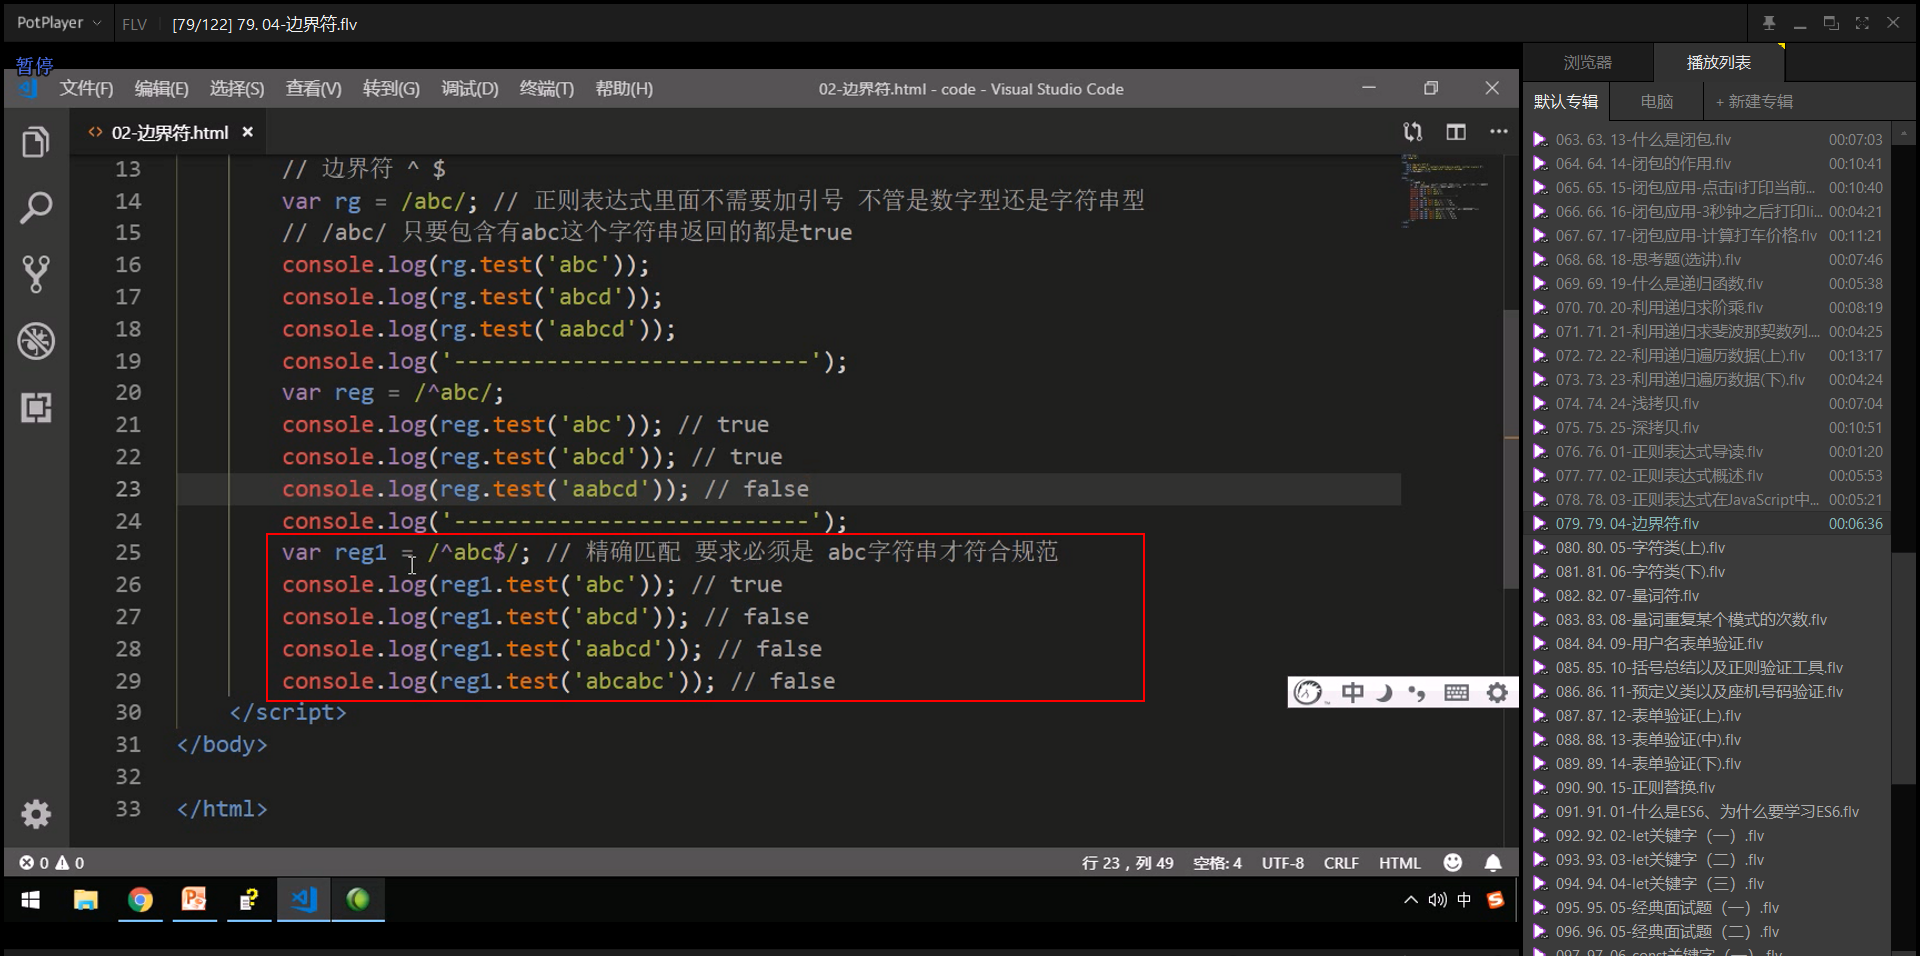 PotPlayer FLV [79/122] 79. 04-边界符.flv
暂停
文件(F) 编辑(E) 选择(S) 查看(V) 转到(G) 调试(D) 终端(T) 帮助(H) 02-边界符.html - code - Visual Studio Code
<> 02-边界符.html ×
13 // 边界符 ^ $
14 var rg = /abc/; // 正则表达式里面不需要加引号 不管是数字型还是字符串型
15 // /abc/ 只要包含有abc这个字符串返回的都是true
16 console.log(rg.test('abc'));
17 console.log(rg.test('abcd'));
18 console.log(rg.test('aabcd'));
19 console.log('---------------------------');
20 var reg = /^abc/;
21 console.log(reg.test('abc')); // true
22 console.log(reg.test('abcd')); // true
23 console.log(reg.test('aabcd')); // false
24 console.log('---------------------------');
25 var reg1 = /^abc$/; // 精确匹配 要求必须是 abc字符串才符合规范
26 console.log(reg1.test('abc')); // true
27 console.log(reg1.test('abcd')); // false
28 console.log(reg1.test('aabcd')); // false
29 console.log(reg1.test('abcabc')); // false
30 </script>
31 </body>
32
33 </html>
中
0 0 行 23，列 49 空格: 4 UTF-8 CRLF HTML
中
浏览器 播放列表
默认专辑 电脑 + 新建专辑
063. 63. 13-什么是闭包.flv 00:07:03
064. 64. 14-闭包的作用.flv 00:10:41
065. 65. 15-闭包应用-点击li打印当前... 00:10:40
066. 66. 16-闭包应用-3秒钟之后打印li... 00:04:21
067. 67. 17-闭包应用-计算打车价格.flv 00:11:21
068. 68. 18-思考题(选讲).flv 00:07:46
069. 69. 19-什么是递归函数.flv 00:05:38
070. 70. 20-利用递归求阶乘.flv 00:08:19
071. 71. 21-利用递归求斐波那契数列.... 00:04:25
072. 72. 22-利用递归遍历数据(上).flv 00:13:17
073. 73. 23-利用递归遍历数据(下).flv 00:04:24
074. 74. 24-浅拷贝.flv 00:07:04
075. 75. 25-深拷贝.flv 00:10:51
076. 76. 01-正则表达式导读.flv 00:01:20
077. 77. 02-正则表达式概述.flv 00:05:53
078. 78. 03-正则表达式在JavaScript中... 00:05:21
079. 79. 04-边界符.flv 00:06:36
080. 80. 05-字符类(上).flv
081. 81. 06-字符类(下).flv
082. 82. 07-量词符.flv
083. 83. 08-量词重复某个模式的次数.flv
084. 84. 09-用户名表单验证.flv
085. 85. 10-括号总结以及正则验证工具.flv
086. 86. 11-预定义类以及座机号码验证.flv
087. 87. 12-表单验证(上).flv
088. 88. 13-表单验证(中).flv
089. 89. 14-表单验证(下).flv
090. 90. 15-正则替换.flv
091. 91. 01-什么是ES6、为什么要学习ES6.flv
092. 92. 02-let关键字（一）.flv
093. 93. 03-let关键字（二）.flv
094. 94. 04-let关键字（三）.flv
095. 95. 05-经典面试题（一）.flv
096. 96. 05-经典面试题（二）.flv
097. 97. 06-const关键字（一）.flv